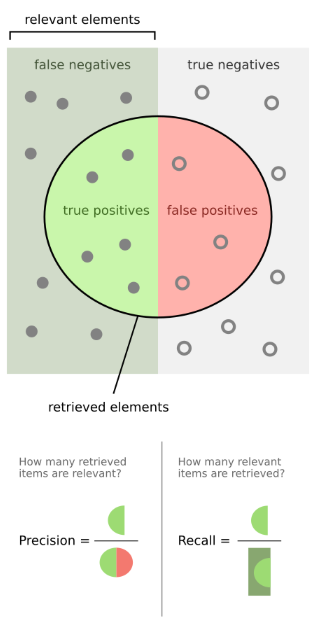 relevant elements
false negatives
true negatives
true positives
false positives
retrieved elements
How many retrieved
items are relevant?
Precision =
How many relevant
items are retrieved?
Recall =